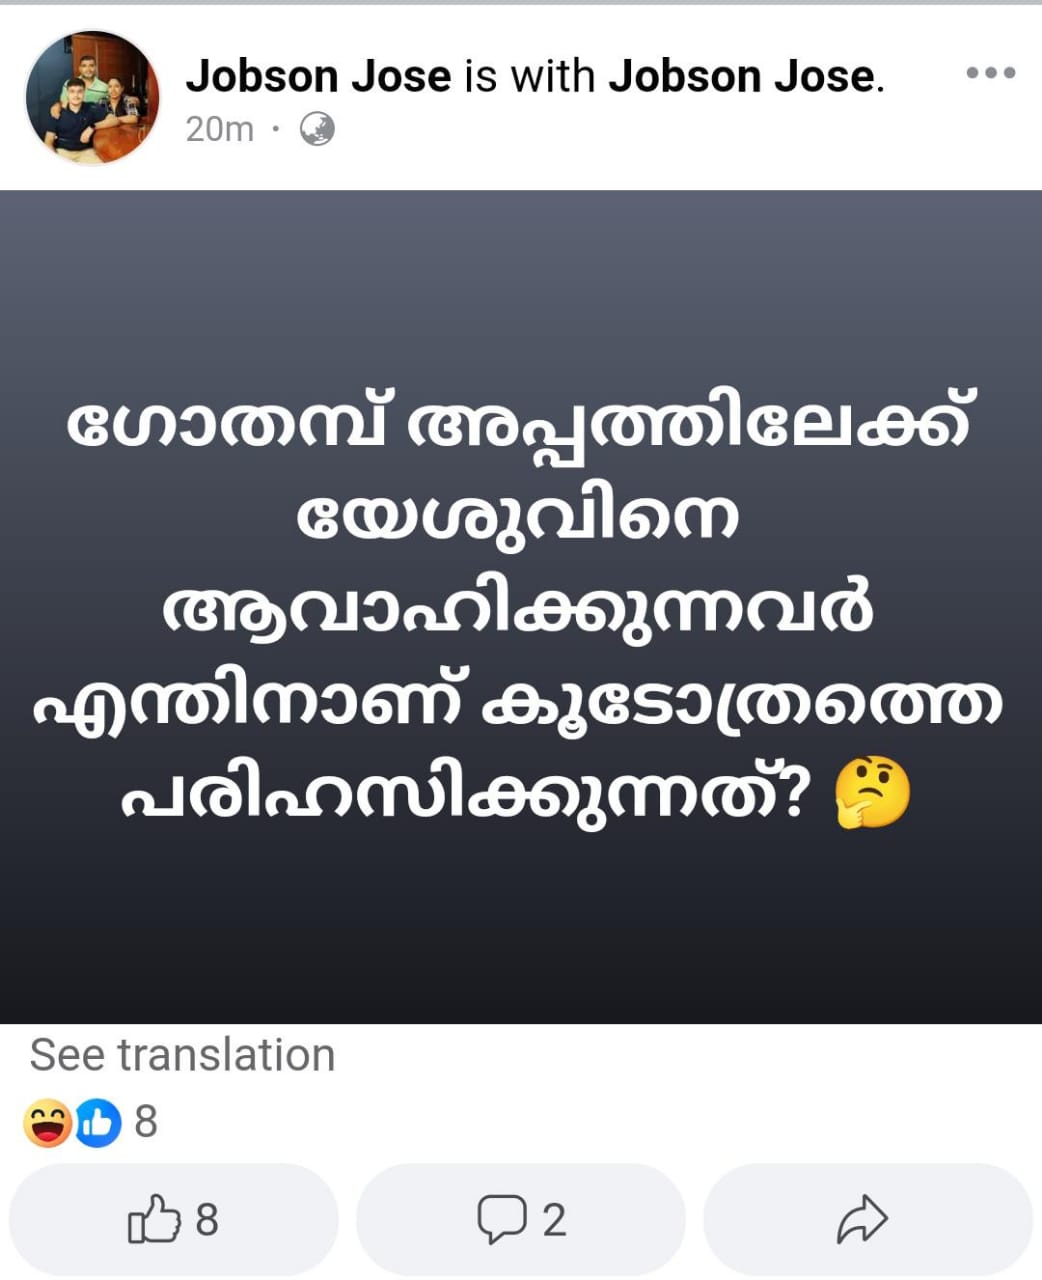 Jobson Jose is with Jobson Jose.
20m ·
ഗോതമ്പ് അപ്പത്തിലേക്ക്
യേശുവിനെ
ആവാഹിക്കുന്നവർ
എന്തിനാണ് കൂടോത്രത്തെ
പരിഹസിക്കുന്നത്? 🤔
See translation
8
8
2